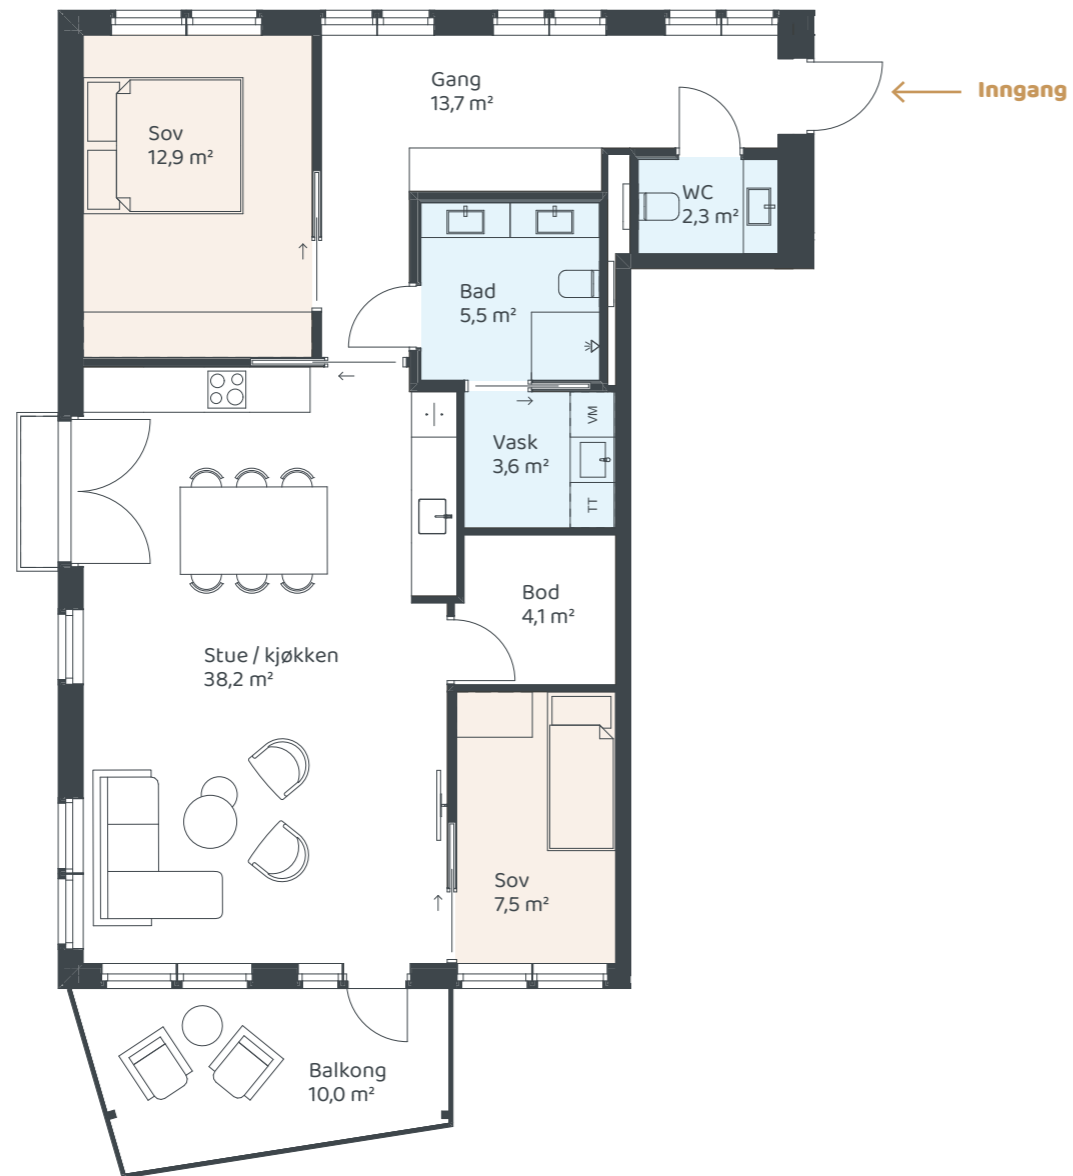 Gang
13,7 m²
Inngang
Sov
12,9 m²
WC
2,3 m²
Bad
5,5 m²
VM
Vask
3,6 m²
TT
Bod
4,1 m²
Stue / kjøkken
38,2 m²
Sov
7,5 m²
Balkong
10,0 m²